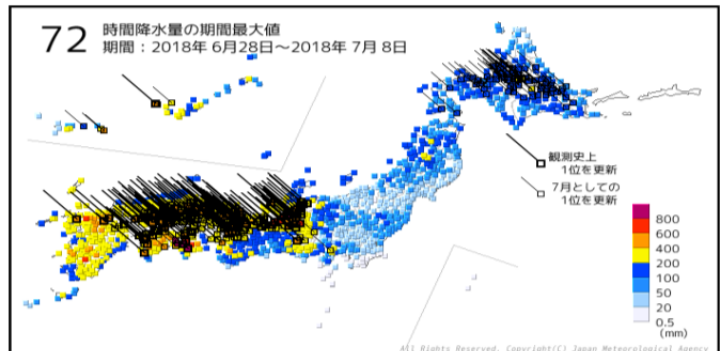 72 時間降水量の期間最大値
期間：2018年 6月28日～2018年 7月 8日
観測史上
1位を更新
7月としての
1位を更新
800
600
400
200
100
50
20
0.5
(mm)
All Rights Reserved, Copyright(C) Japan Meteorological Agency